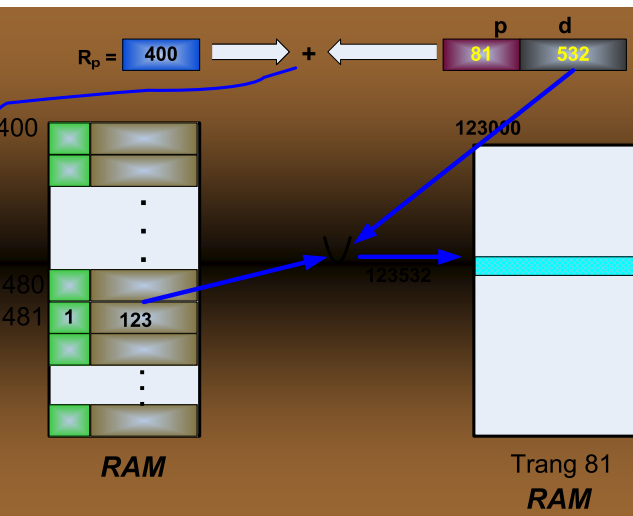 p d
Rp = 400 + 81 532
400
123000
480
481 1 123
123532
RAM
Trang 81
RAM